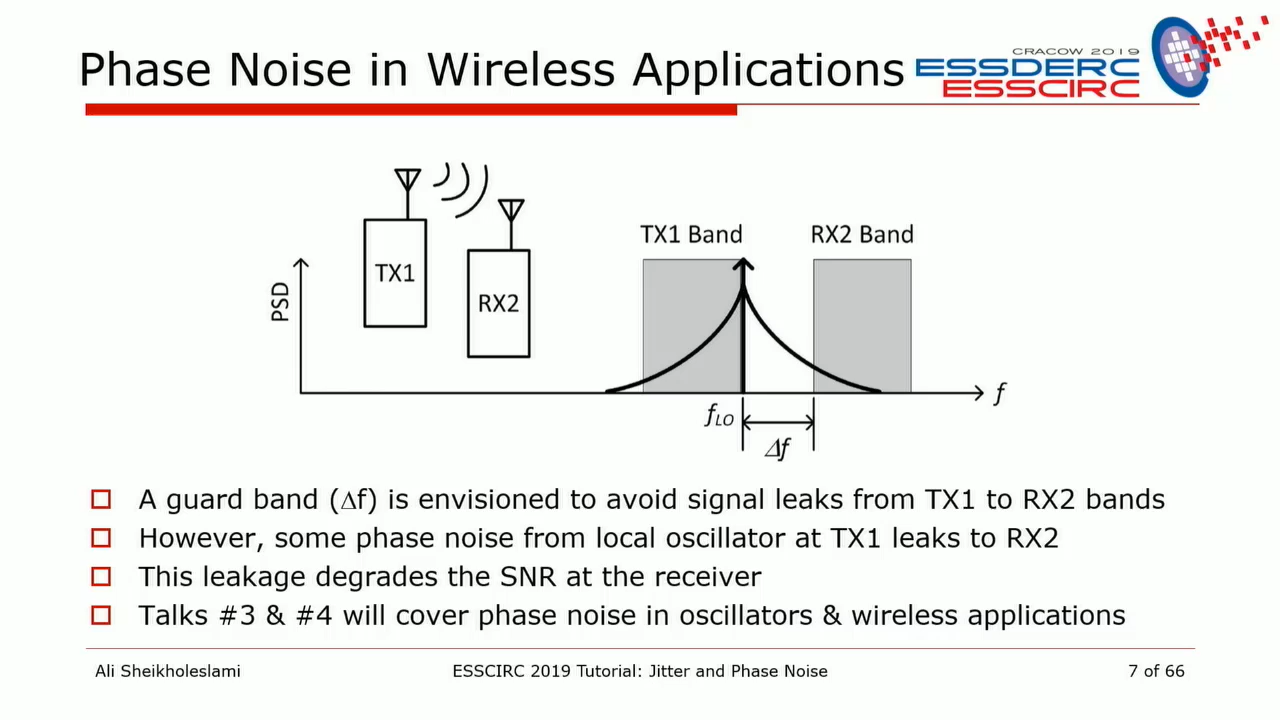 Phase Noise in Wireless Applications
CRACOW 2019
ESSDERC
ESSCIRC
TX1
RX2
PSD
TX1 Band
RX2 Band
f
fLO
Δf
A guard band (Δf) is envisioned to avoid signal leaks from TX1 to RX2 bands
However, some phase noise from local oscillator at TX1 leaks to RX2
This leakage degrades the SNR at the receiver
Talks #3 & #4 will cover phase noise in oscillators & wireless applications
Ali Sheikholeslami
ESSCIRC 2019 Tutorial: Jitter and Phase Noise
7 of 66